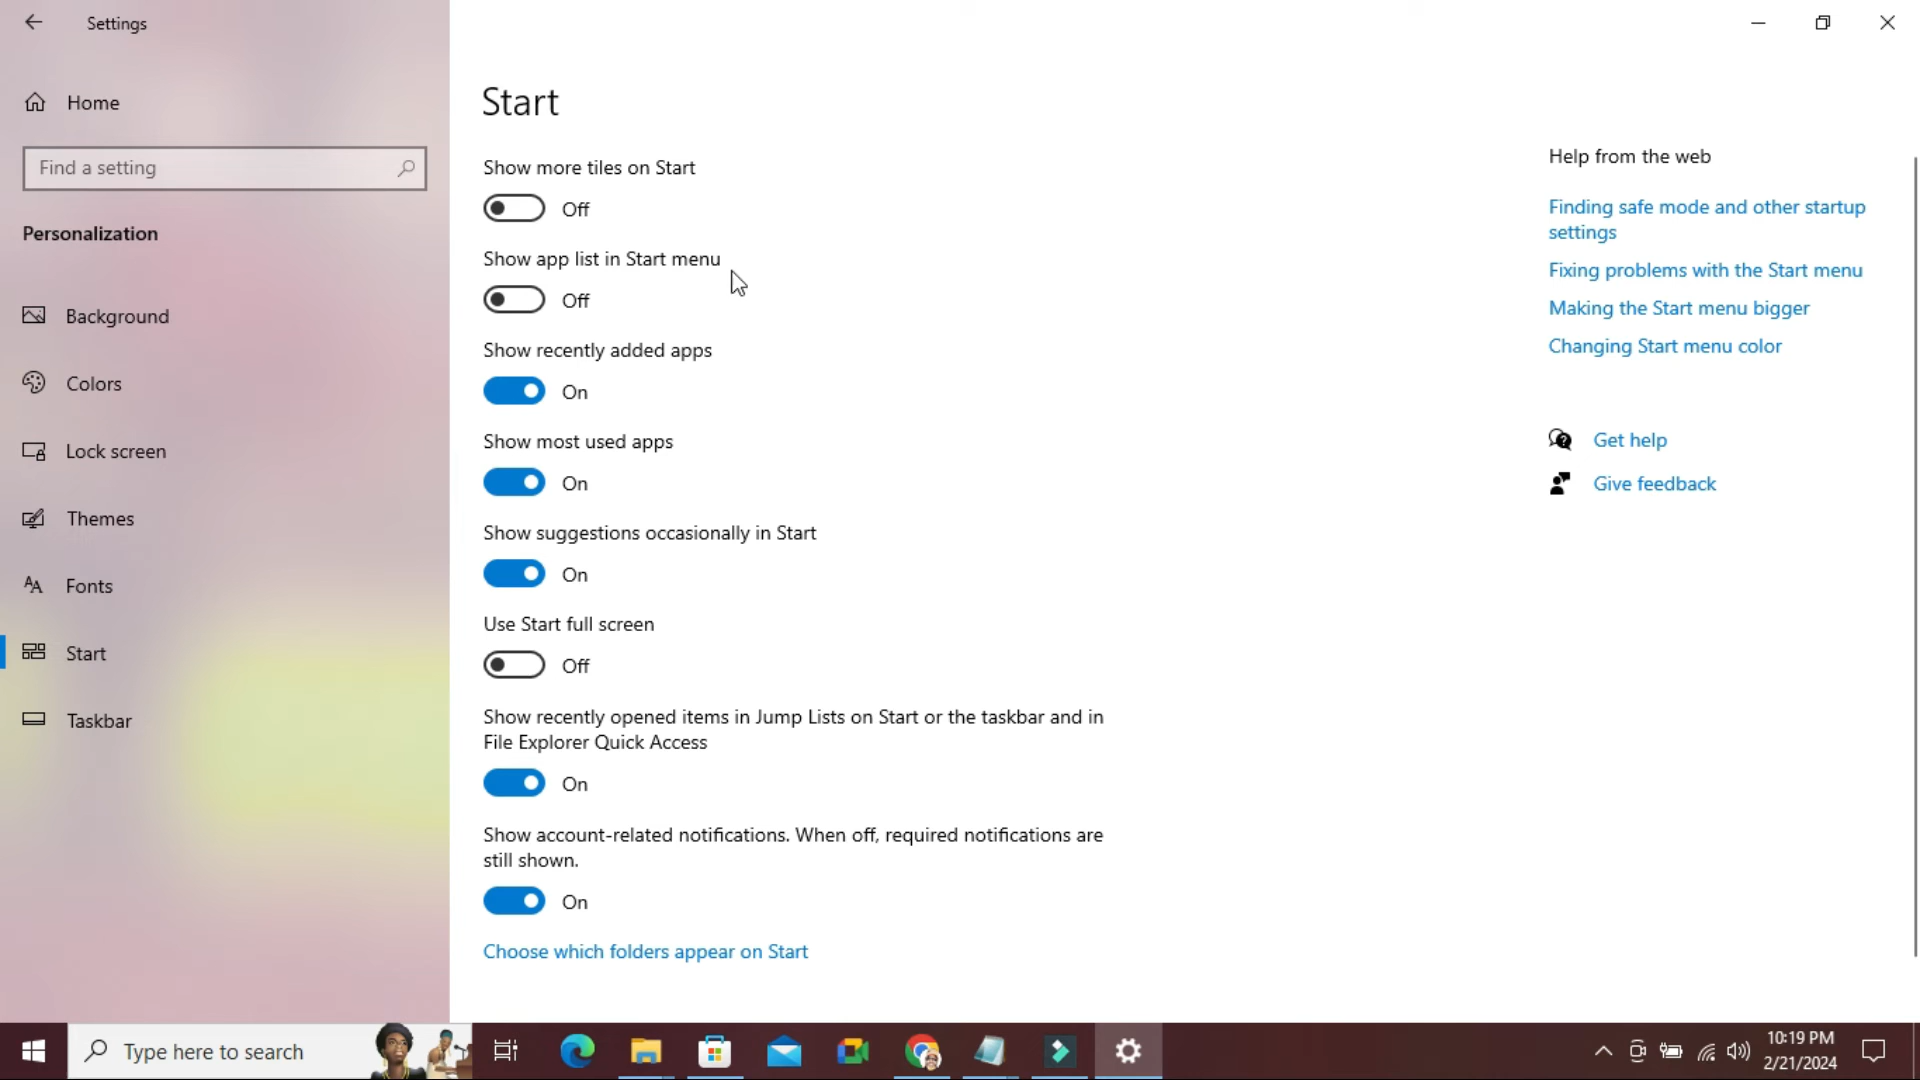 Settings
Home
Find a setting
Personalization
Background
Colors
Lock screen
Themes
Fonts
Start
Taskbar
Start
Show more tiles on Start
Off
Show app list in Start menu
Off
Show recently added apps
On
Show most used apps
On
Show suggestions occasionally in Start
On
Use Start full screen
Off
Show recently opened items in Jump Lists on Start or the taskbar and in
File Explorer Quick Access
On
Show account-related notifications. When off, required notifications are
still shown.
On
Choose which folders appear on Start
Help from the web
Finding safe mode and other startup
settings
Fixing problems with the Start menu
Making the Start menu bigger
Changing Start menu color
Get help
Give feedback
Type here to search
10:19 PM
2/21/2024